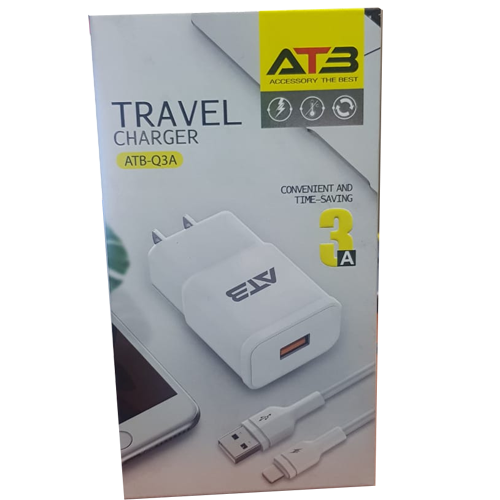 ATB
ACCESSORY THE BEST
TRAVEL
CHARGER
ATB-Q3A
CONVENIENT AND
TIME-SAVING
3
A
ATB